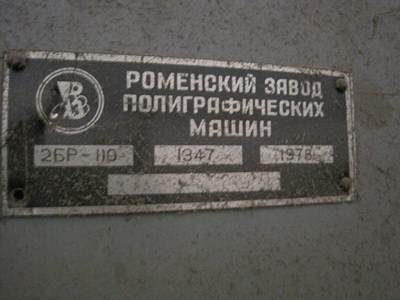 РОМЕНСКИЙ ЗАВОД
ПОЛИГРАФИЧЕСКИХ
МАШИН
2БР-110 1347 1978